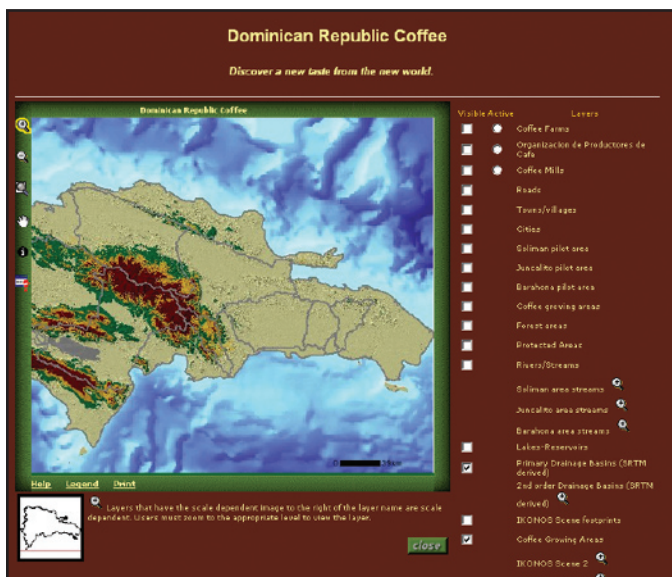 Dominican Republic Coffee
Discover a new taste from the new world.
Dominican Republic Coffee
Visible Active Layers
Coffee Farms
Organizacion de Productores de
Cafe
Coffee Mills
Roads
Towns/villages
Cities
Soliman pilot area
Juncalito pilot area
Barahona pilot area
Coffee growing areas
Forest areas
Protected Areas
Rivers/Streams
Soliman area streams
Juncalito area streams
Barahona area streams
Lakes-Reservoirs
Primary Drainage Basins (SRTM
derived)
2nd order Drainage Basins (SRTM
derived)
IKONOS Scene footprints
Coffee Growing Areas
IKONOS Scene 2
Help Legend Print
Layers that have the scale dependent image to the right of the layer name are scale
dependent. Users must zoom to the appropriate level to view the layer.
close